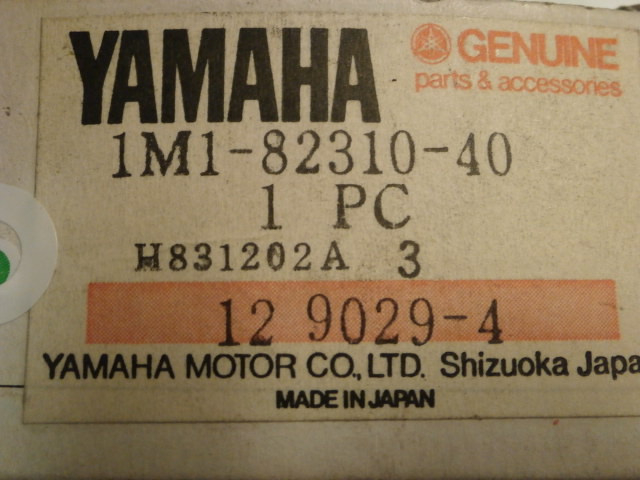 YAMAHA
GENUINE
parts & accessories
1M1-82310-40
1 PC
H831202A 3
12 9029-4
YAMAHA MOTOR CO., LTD. Shizuoka Japa
MADE IN JAPAN